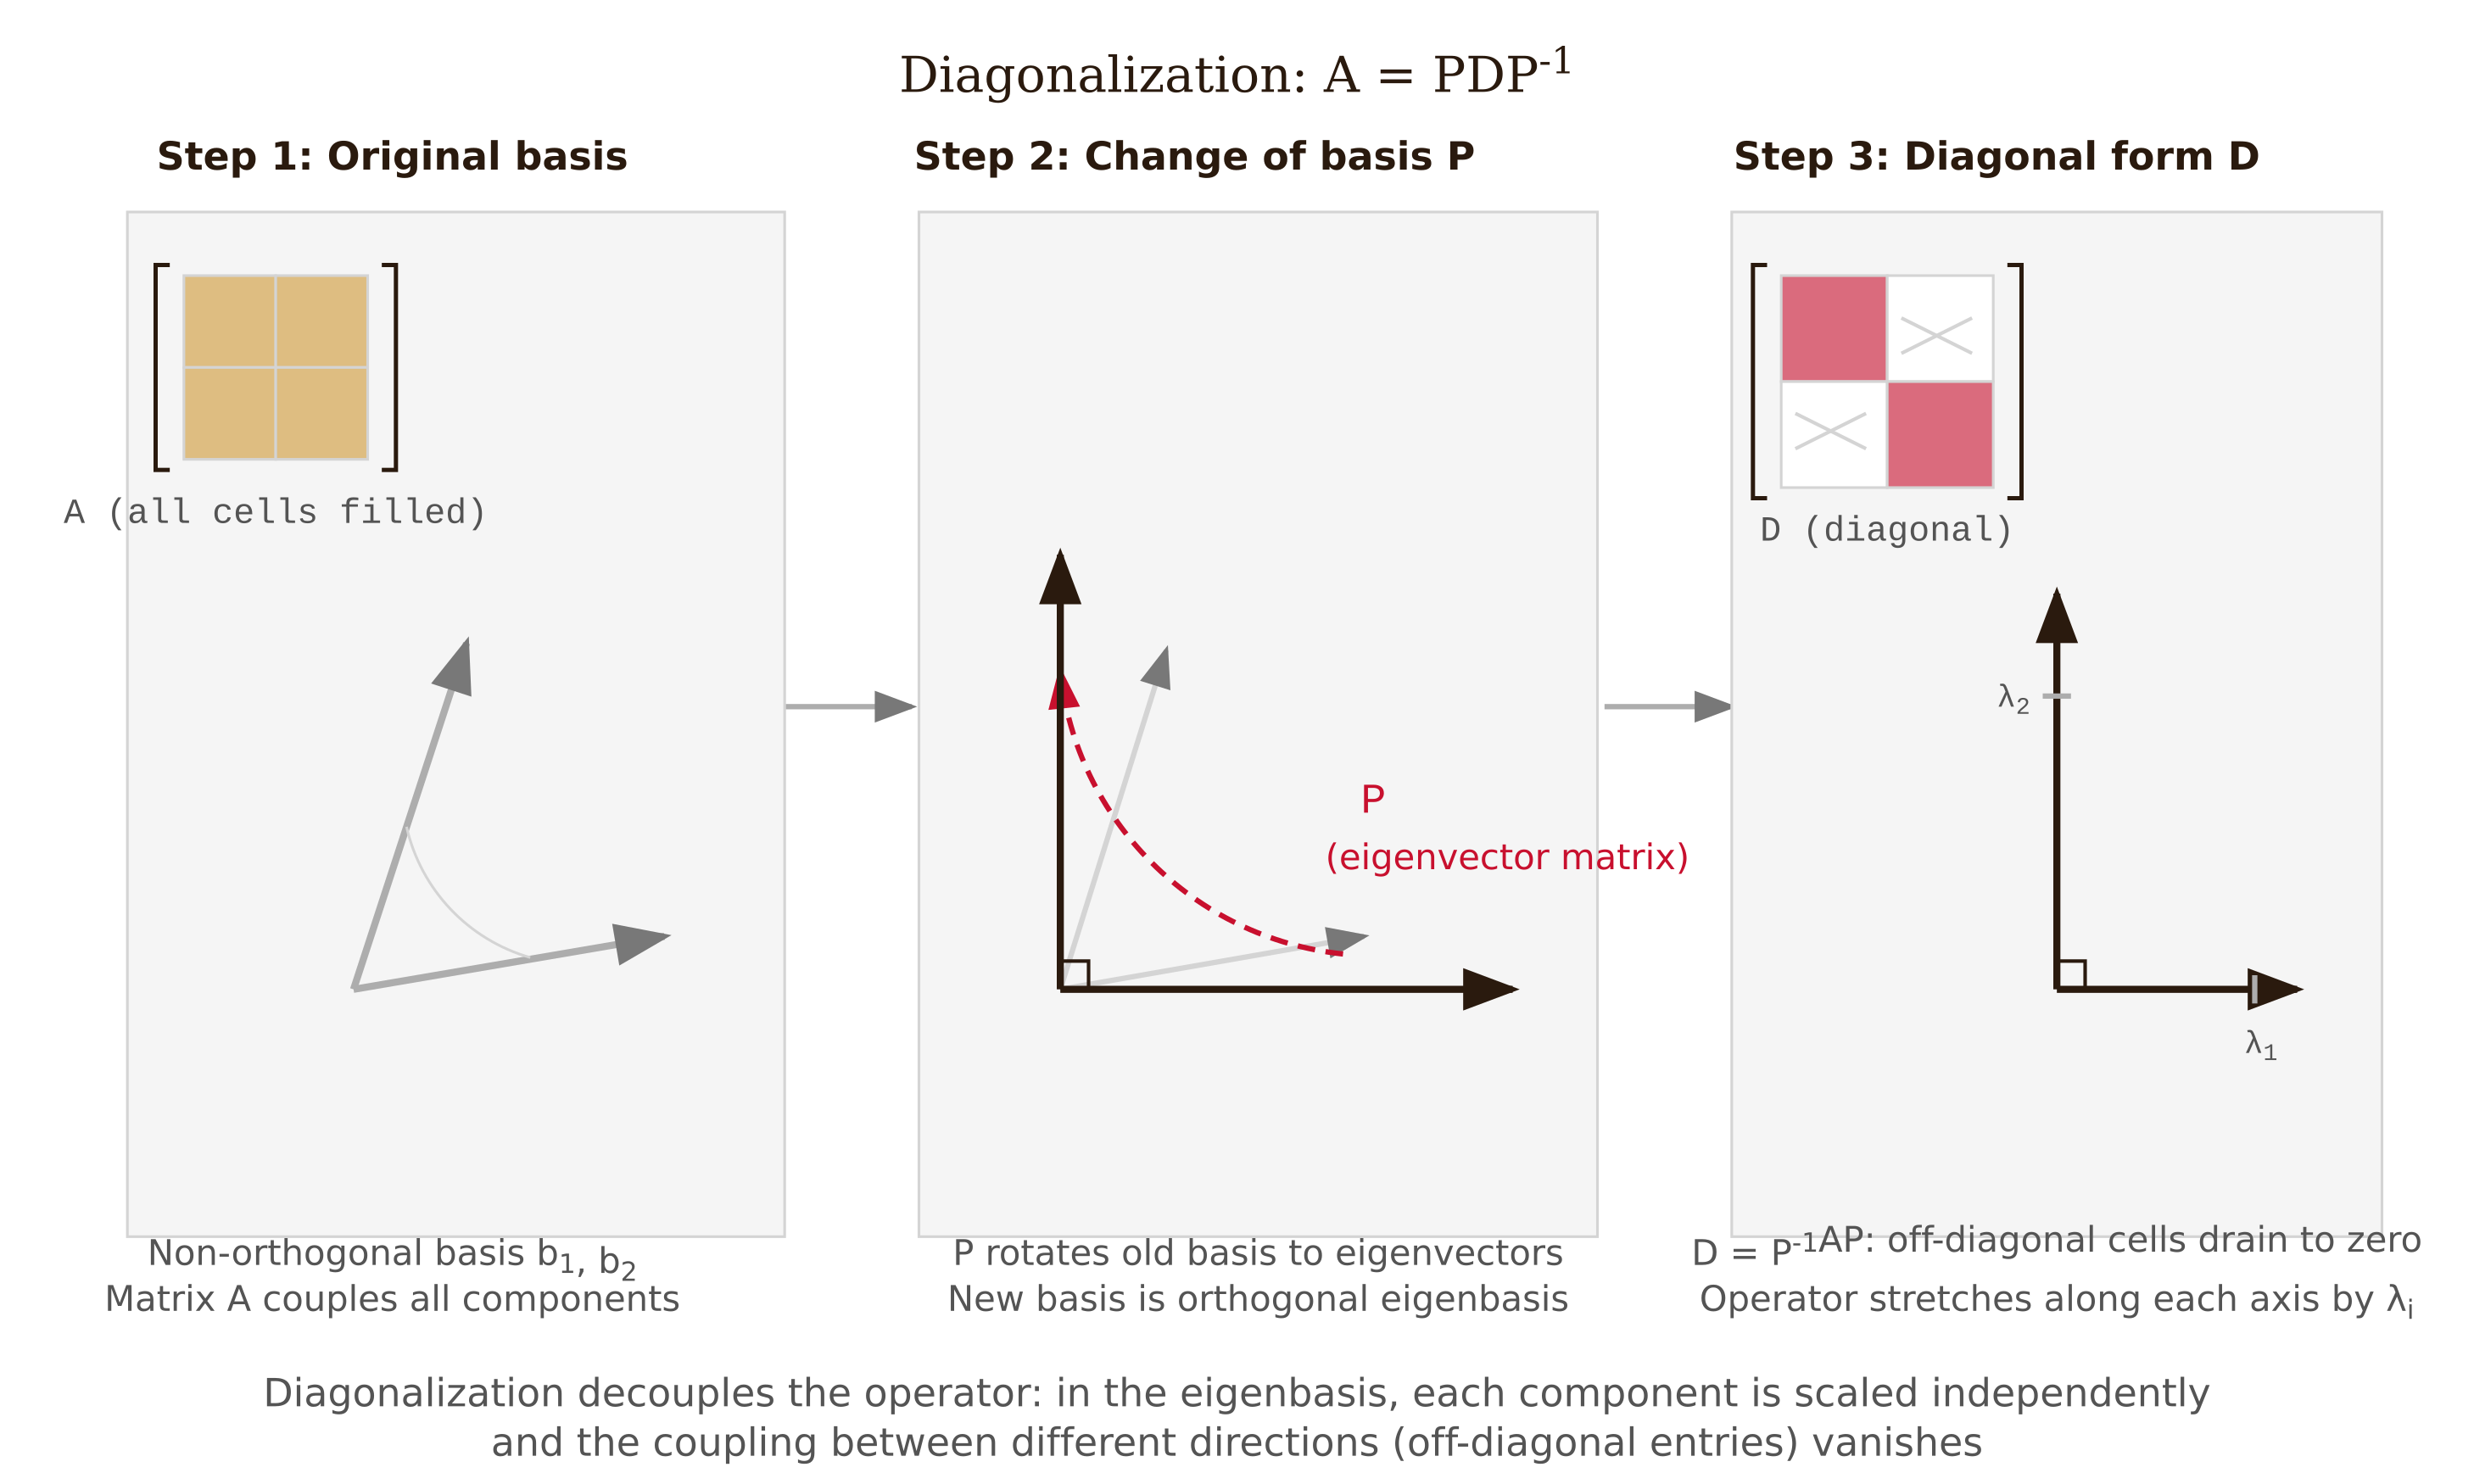 Diagonalization: A = PDP⁻¹
Step 1: Original basis
Step 2: Change of basis P
Step 3: Diagonal form D
A (all cells filled)
D (diagonal)
λ₂
P
(eigenvector matrix)
λ₁
Non-orthogonal basis b₁, b₂
Matrix A couples all components
P rotates old basis to eigenvectors
New basis is orthogonal eigenbasis
D = P⁻¹AP: off-diagonal cells drain to zero
Operator stretches along each axis by λᵢ
Diagonalization decouples the operator: in the eigenbasis, each component is scaled independently
and the coupling between different directions (off-diagonal entries) vanishes